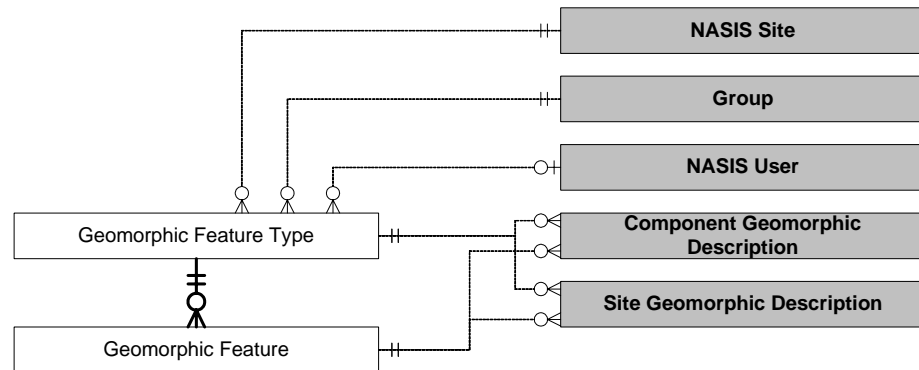 NASIS Site
Group
NASIS User
Geomorphic Feature Type
Component Geomorphic
Description
Site Geomorphic Description
Geomorphic Feature